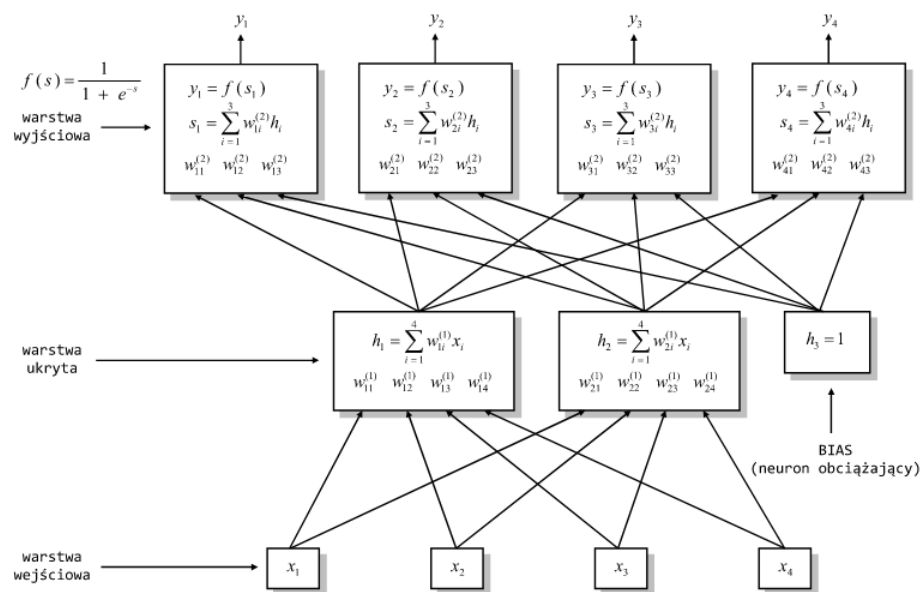 y₁ y₂ y₃ y₄
f(s) = 1 / (1 + e^{-s})
warstwa
wyjściowa
y₁ = f(s₁)
s₁ = ∑_{i=1}^{3} w_{1i}^{(2)} h_i
w_{11}^{(2)} w_{12}^{(2)} w_{13}^{(2)}
y₂ = f(s₂)
s₂ = ∑_{i=1}^{3} w_{2i}^{(2)} h_i
w_{21}^{(2)} w_{22}^{(2)} w_{23}^{(2)}
y₃ = f(s₃)
s₃ = ∑_{i=1}^{3} w_{3i}^{(2)} h_i
w_{31}^{(2)} w_{32}^{(2)} w_{33}^{(2)}
y₄ = f(s₄)
s₄ = ∑_{i=1}^{3} w_{4i}^{(2)} h_i
w_{41}^{(2)} w_{42}^{(2)} w_{43}^{(2)}
warstwa
ukryta
h₁ = ∑_{i=1}^{4} w_{1i}^{(1)} x_i
w_{11}^{(1)} w_{12}^{(1)} w_{13}^{(1)} w_{14}^{(1)}
h₂ = ∑_{i=1}^{4} w_{2i}^{(1)} x_i
w_{21}^{(1)} w_{22}^{(1)} w_{23}^{(1)} w_{24}^{(1)}
h₃ = 1
BIAS
(neuron obciążający)
warstwa
wejściowa
x₁ x₂ x₃ x₄